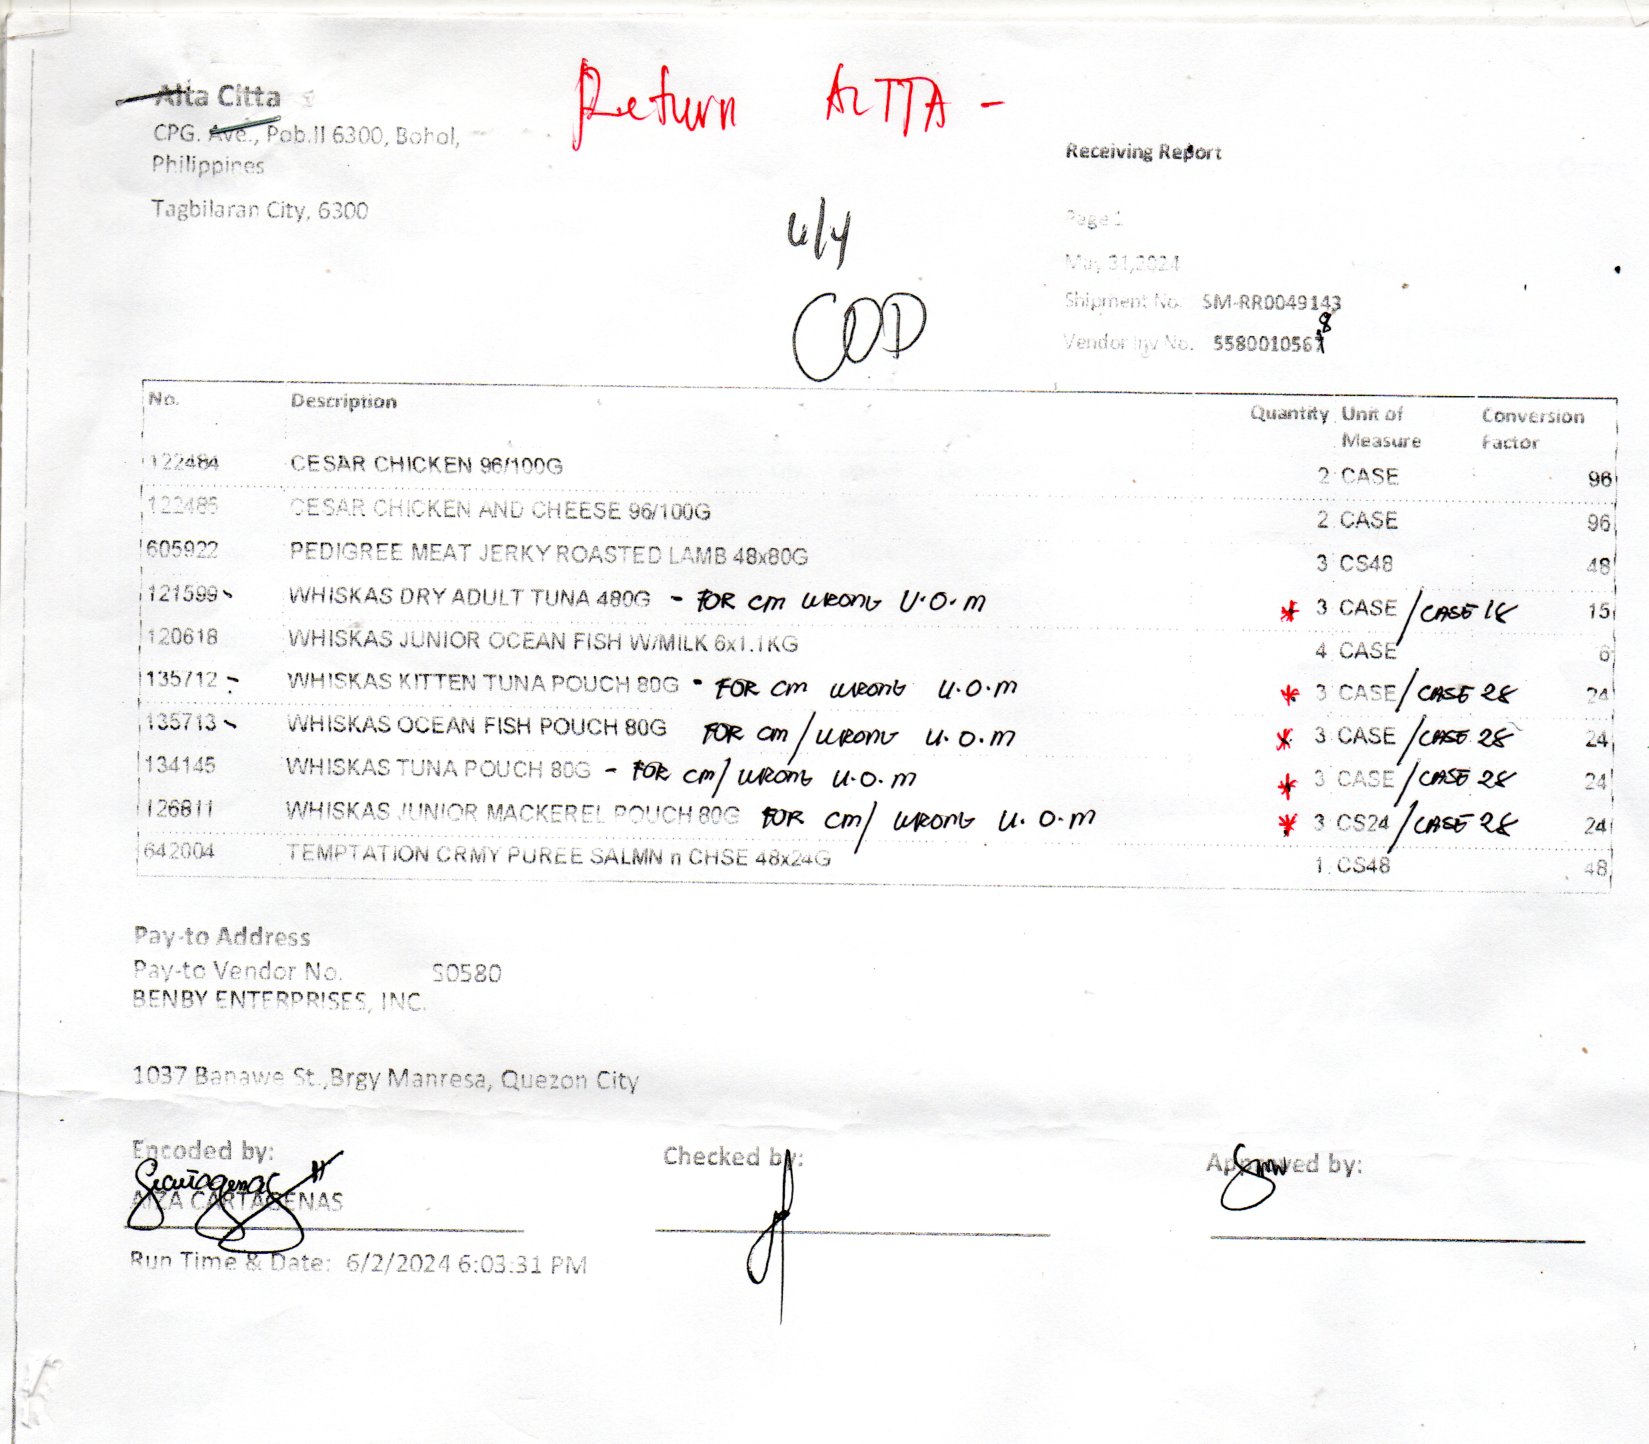 Return ALTTA -
Alta Citta
CPG. Ave., Pob.II 6300, Bohol,
Philippines
Tagbilaran City, 6300
Receiving Report
Page 1
May 31,2024
Shipment No. SM-RR0049143
8
Vendor Inv No. 5580010567
6/4
COD
No. Description Quantity Unit of Measure Conversion Factor
122484 CESAR CHICKEN 96/100G 2 CASE 96
122485 CESAR CHICKEN AND CHEESE 96/100G 2 CASE 96
605922 PEDIGREE MEAT JERKY ROASTED LAMB 48x80G 3 CS48 48
121599 WHISKAS DRY ADULT TUNA 480G - FOR CM WRONG U.O.M * 3 CASE / CASE 18 15
120618 WHISKAS JUNIOR OCEAN FISH W/MILK 6x1.1KG 4 CASE 6
135712 - WHISKAS KITTEN TUNA POUCH 80G - FOR CM WRONG U.O.M * 3 CASE / CASE 28 24
135713 - WHISKAS OCEAN FISH POUCH 80G FOR CM / WRONG U.O.M * 3 CASE / CASE 28 24
134145 WHISKAS TUNA POUCH 80G - FOR CM / WRONG U.O.M * 3 CASE / CASE 28 24
126811 WHISKAS JUNIOR MACKEREL POUCH 80G FOR CM / WRONG U.O.M * 3 CS24 / CASE 28 24
642004 TEMPTATION CRMY PUREE SALMN n CHSE 48x24G 1 CS48 48
Pay-to Address
Pay-to Vendor No. S0580
BENBY ENTERPRISES, INC.
1037 Banawe St.,Brgy Manresa, Quezon City
Encoded by: Checked by: Approved by:
AIZA CARTAGENAS
Run Time & Date: 6/2/2024 6:03:31 PM